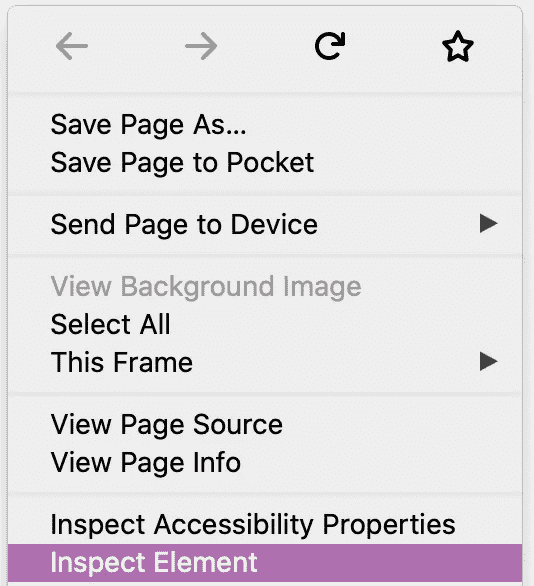 Save Page As...
Save Page to Pocket
Send Page to Device
View Background Image
Select All
This Frame
View Page Source
View Page Info
Inspect Accessibility Properties
Inspect Element